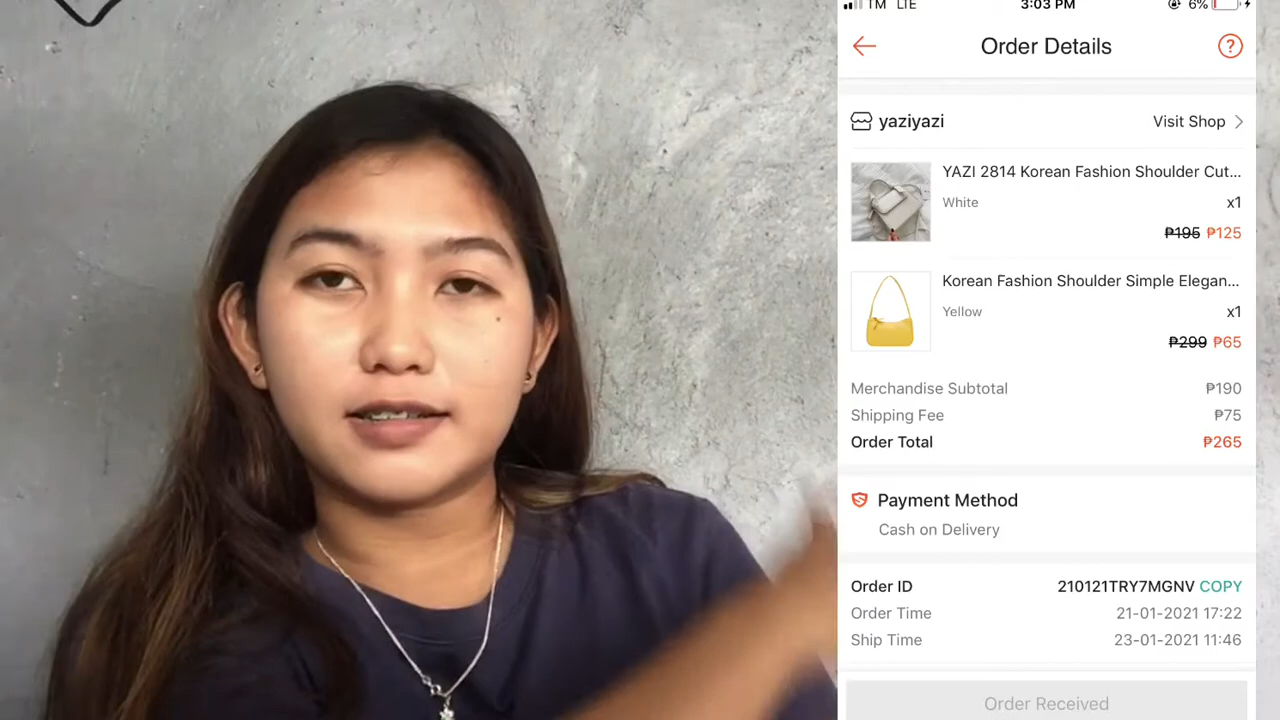 TM LTE 3:03 PM 6%
Order Details ?
yaziyazi Visit Shop
YAZI 2814 Korean Fashion Shoulder Cut...
White x1
₱195 ₱125
Korean Fashion Shoulder Simple Elegan...
Yellow x1
₱299 ₱65
Merchandise Subtotal ₱190
Shipping Fee ₱75
Order Total ₱265
Payment Method
Cash on Delivery
Order ID 210121TRY7MGNV COPY
Order Time 21-01-2021 17:22
Ship Time 23-01-2021 11:46
Order Received